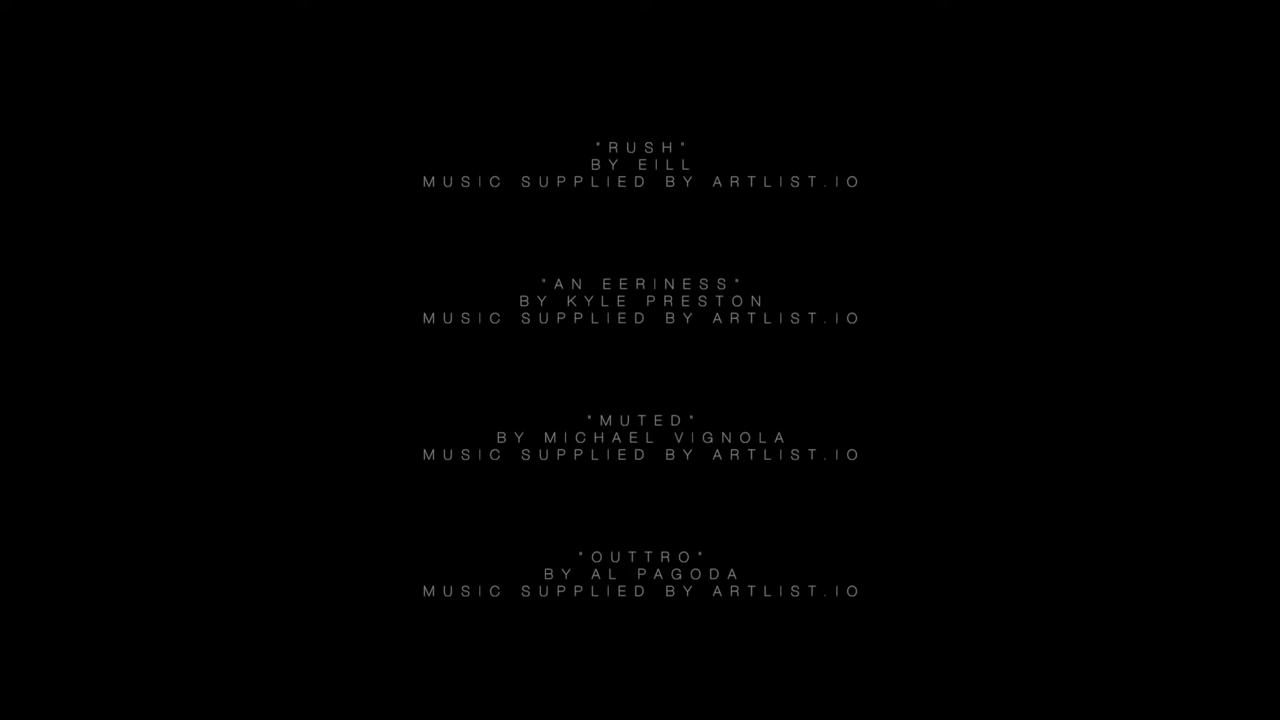 "RUSH"
BY EILL
MUSIC SUPPLIED BY ARTLIST.IO
"AN EERINESS"
BY KYLE PRESTON
MUSIC SUPPLIED BY ARTLIST.IO
"MUTED"
BY MICHAEL VIGNOLA
MUSIC SUPPLIED BY ARTLIST.IO
"OUTTRO"
BY AL PAGODA
MUSIC SUPPLIED BY ARTLIST.IO